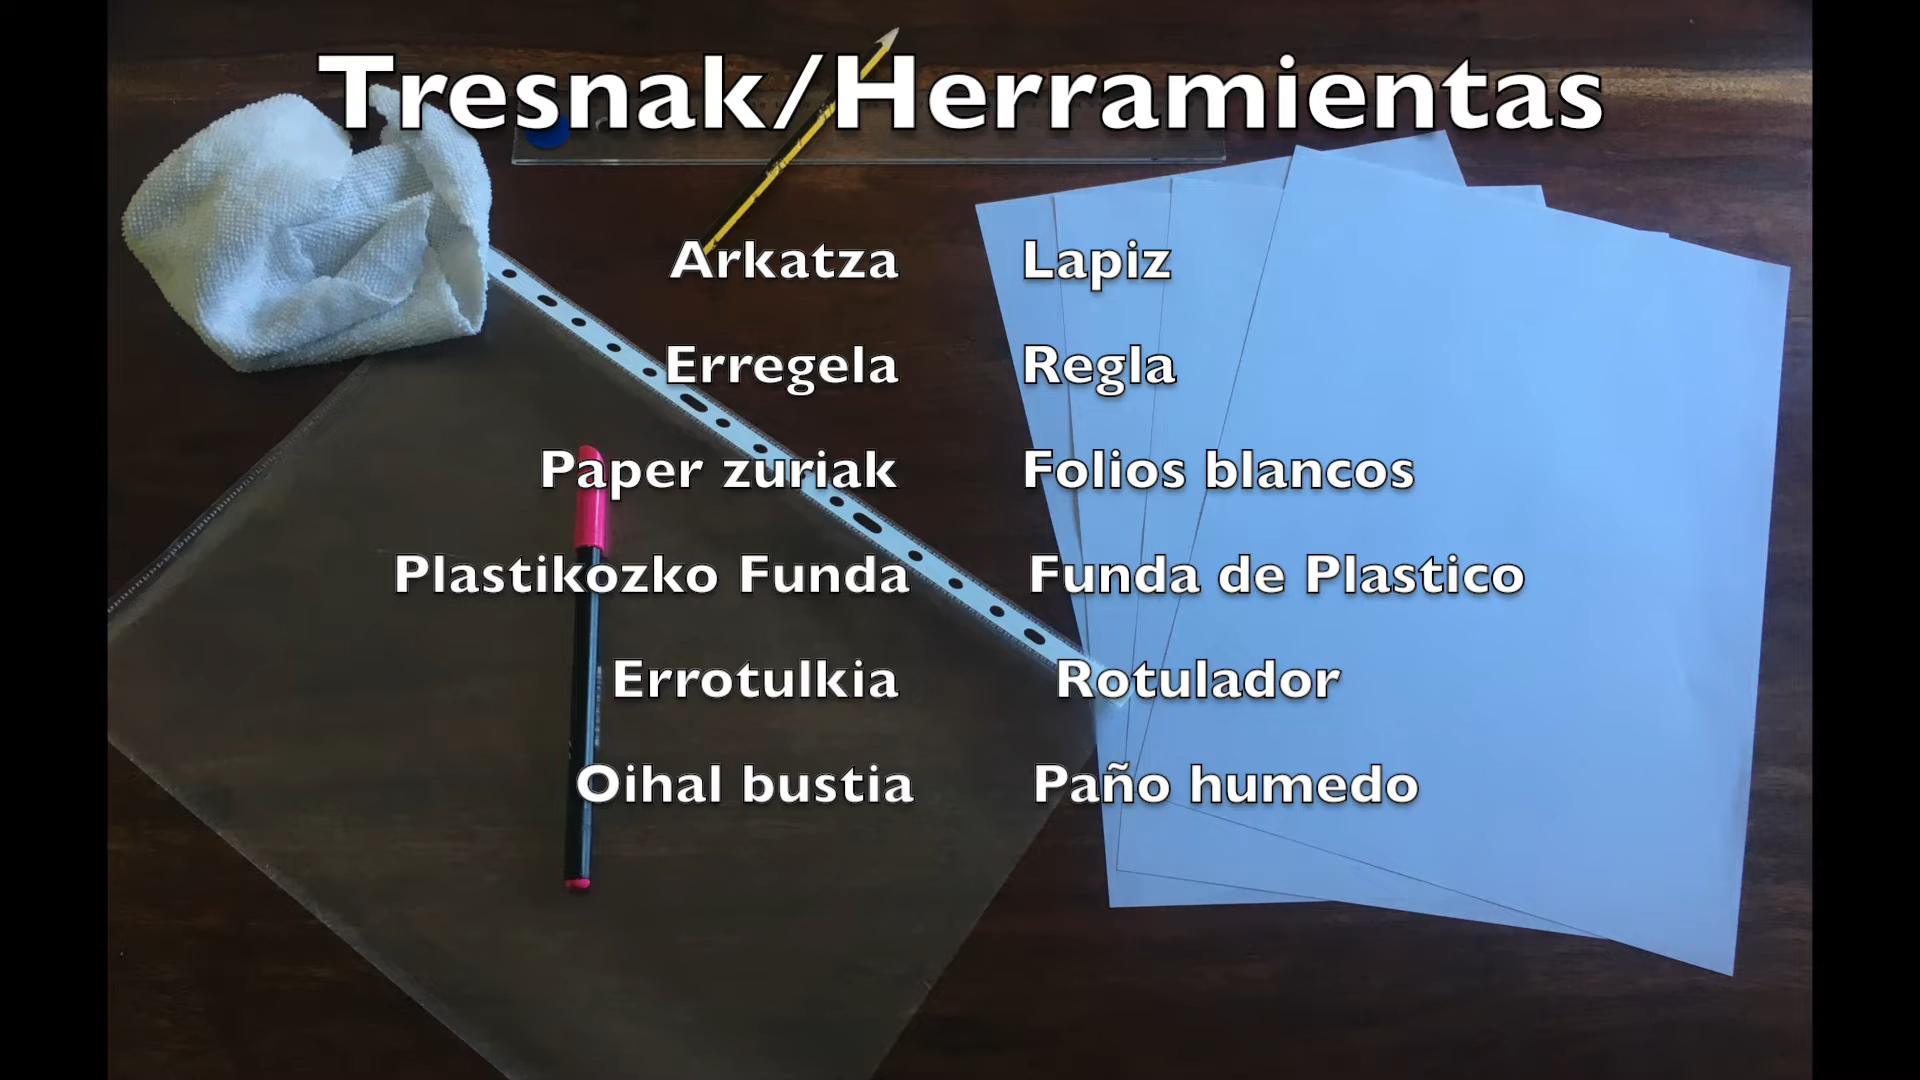 Tresnak/Herramientas
Arkatza Lapiz
Erregela Regla
Paper zuriak Folios blancos
Plastikozko Funda Funda de Plastico
Errotulkia Rotulador
Oihal bustia Paño humedo